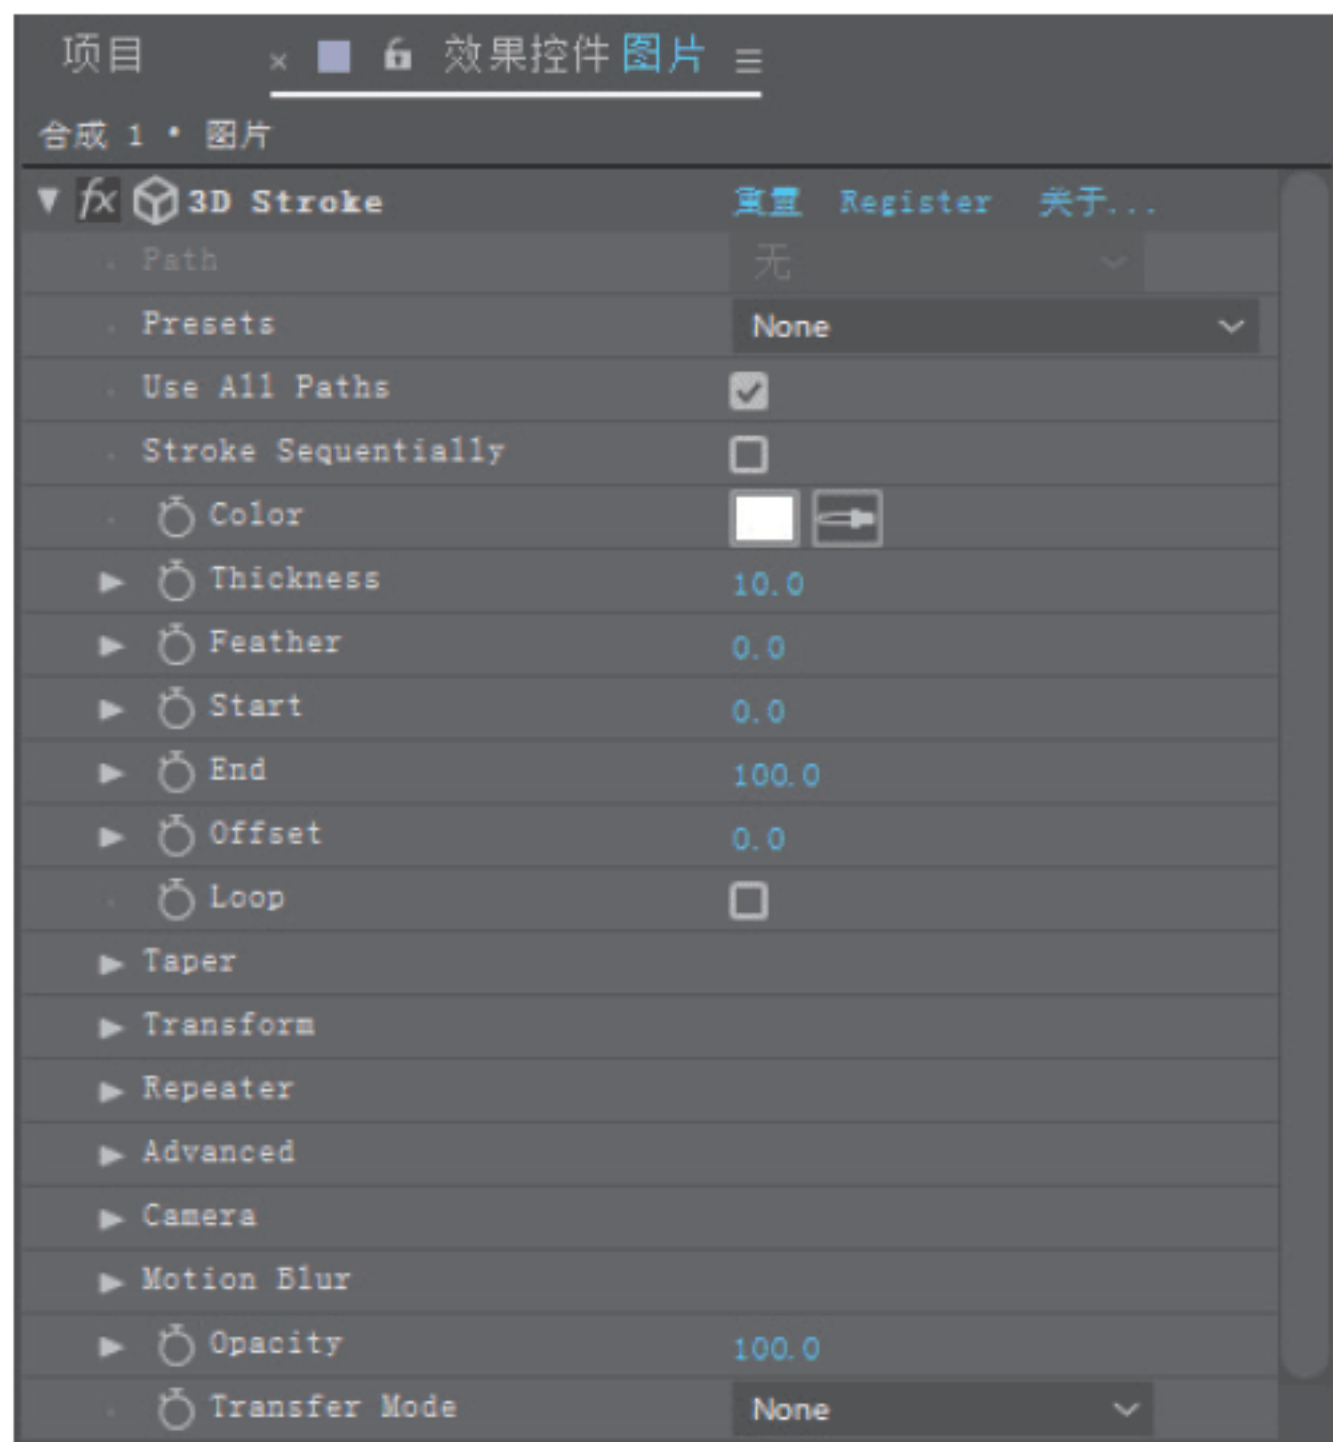 项目 × 效果控件 图片 ≡
合成 1 • 图片
fx 3D Stroke 重置 Register 关于...
Path 无
Presets None
Use All Paths
Stroke Sequentially
Color
Thickness 10.0
Feather 0.0
Start 0.0
End 100.0
Offset 0.0
Loop
Taper
Transform
Repeater
Advanced
Camera
Motion Blur
Opacity 100.0
Transfer Mode None